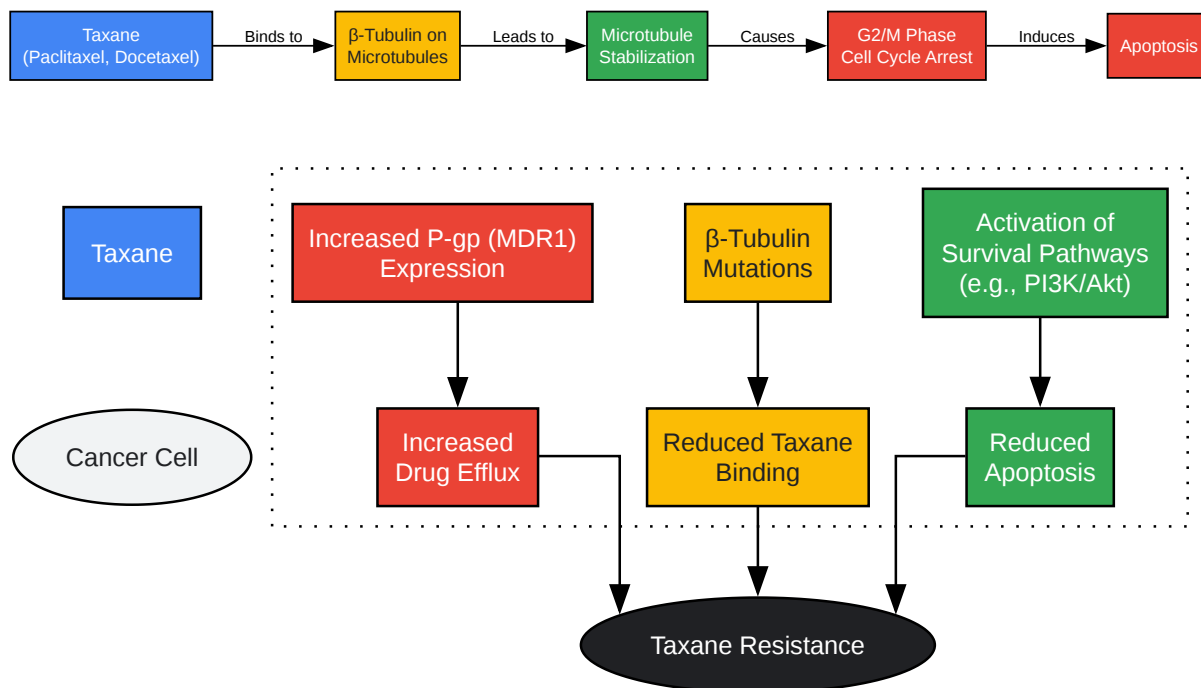 Taxane
(Paclitaxel, Docetaxel)
Binds to
β-Tubulin on
Microtubules
Leads to
Microtubule
Stabilization
Causes
G2/M Phase
Cell Cycle Arrest
Induces
Apoptosis
Taxane
Increased P-gp (MDR1)
Expression
β-Tubulin
Mutations
Activation of
Survival Pathways
(e.g., PI3K/Akt)
Cancer Cell
Increased
Drug Efflux
Reduced Taxane
Binding
Reduced
Apoptosis
Taxane Resistance